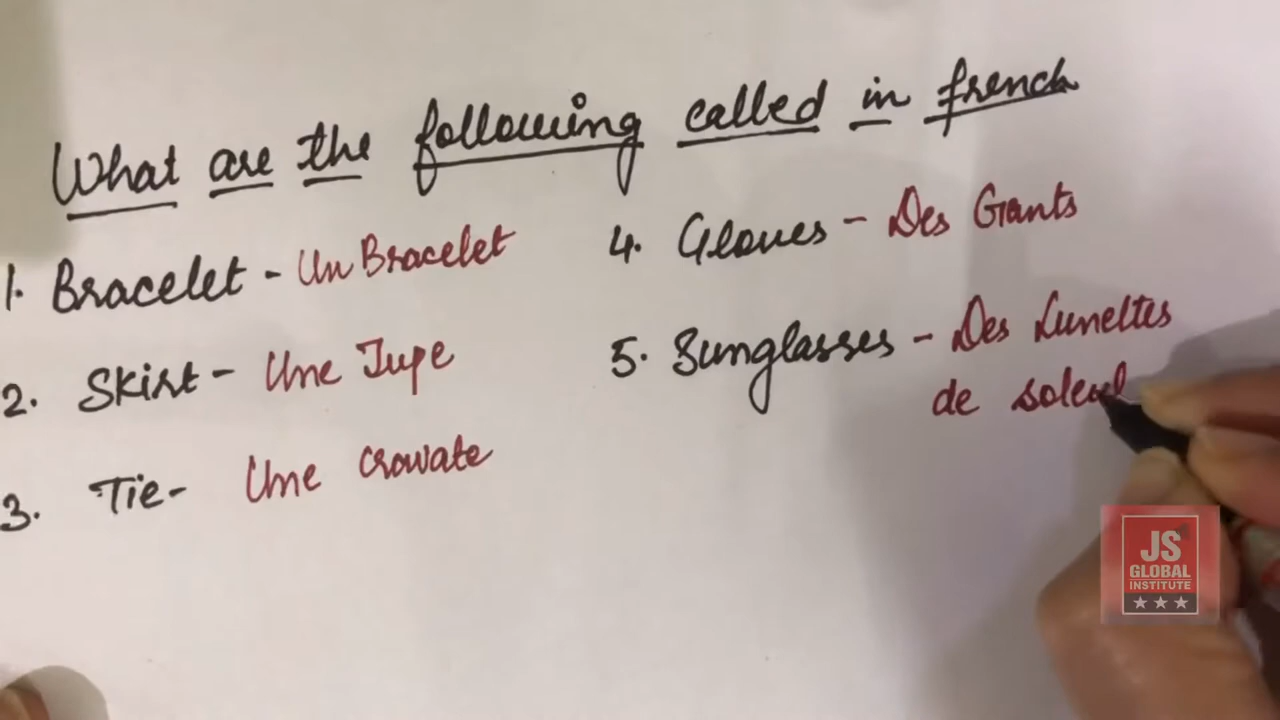 What are the following called in french
1. Bracelet - Un Bracelet
2. Skirt - Une Jupe
3. Tie - Une Cravate
4. Gloves - Des Gants
5. Sunglasses - Des Lunettes
de soleil
JS
GLOBAL
INSTITUTE